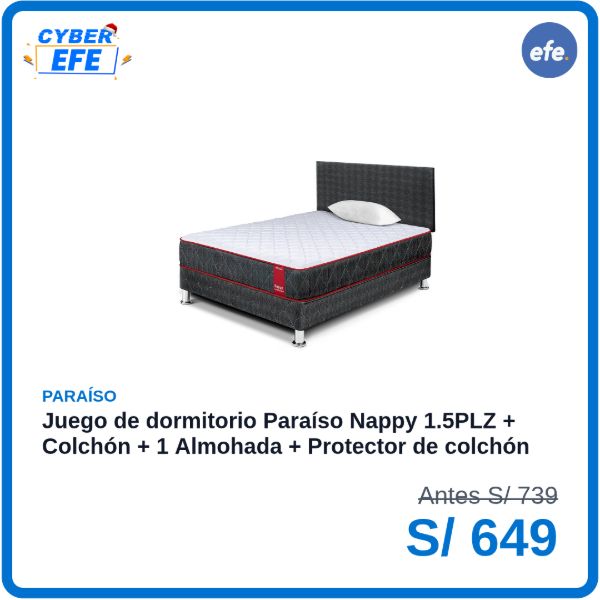 CYBER
EFE
efe.
PARAÍSO
Juego de dormitorio Paraíso Nappy 1.5PLZ +
Colchón + 1 Almohada + Protector de colchón
Antes S/ 739
S/ 649